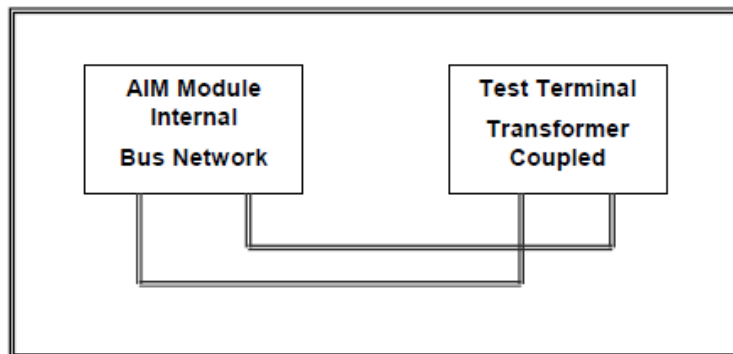 AIM Module
Internal
Bus Network
Test Terminal
Transformer
Coupled